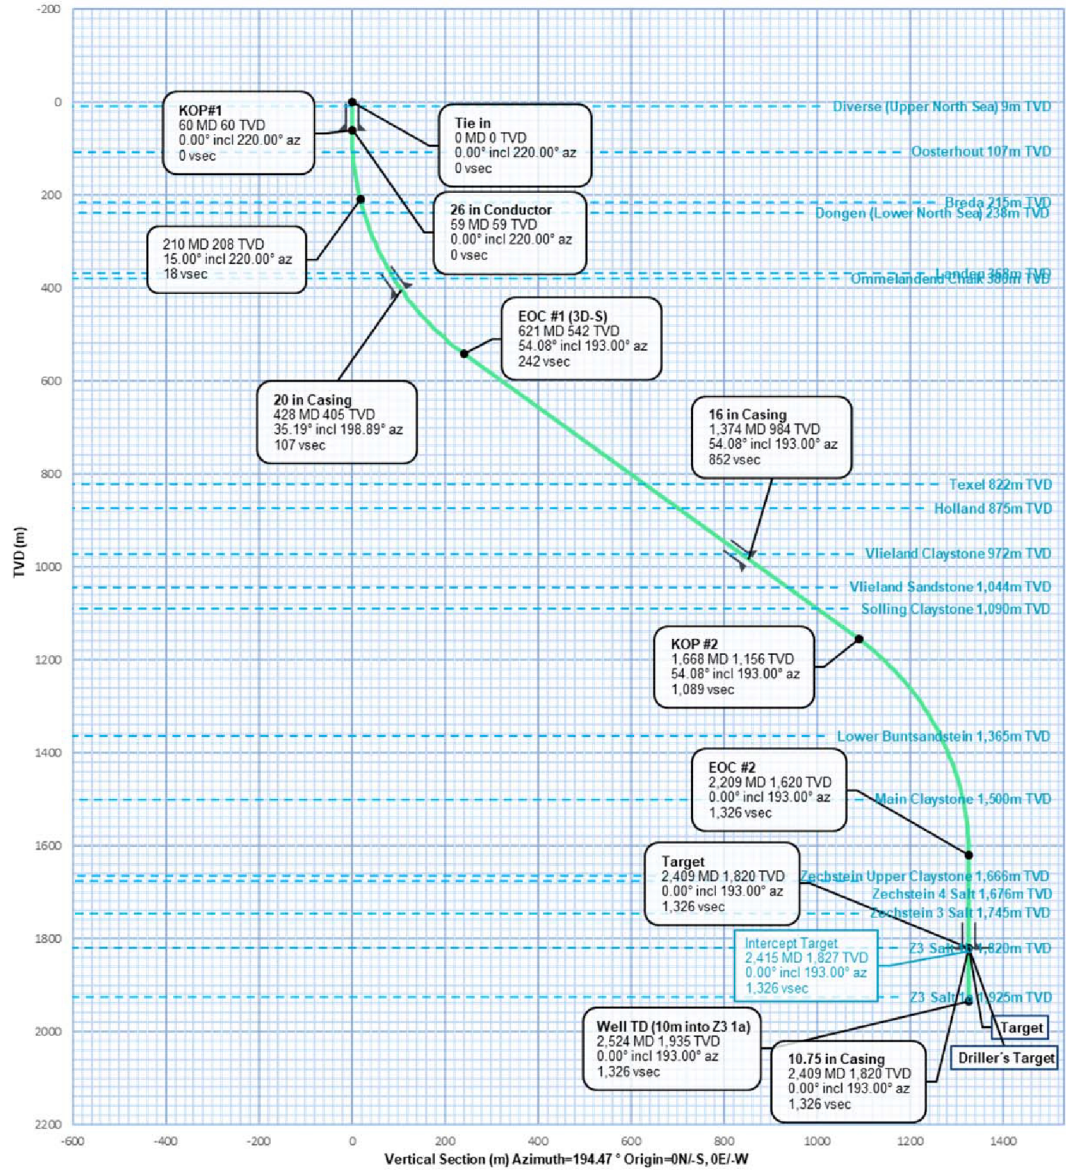 -200
0
200
400
600
800
1000
1200
1400
1600
1800
2000
2200
TVD (m)
Diverse (Upper North Sea) 9m TVD
KOP#1
60 MD 60 TVD
0.00° incl 220.00° az
0 vsec
Tie in
0 MD 0 TVD
0.00° incl 220.00° az
0 vsec
Oosterhout 107m TVD
Breda 215m TVD
Dongen (Lower North Sea) 238m TVD
26 in Conductor
59 MD 59 TVD
0.00° incl 220.00° az
0 vsec
210 MD 208 TVD
15.00° incl 220.00° az
18 vsec
Landen 368m TVD
Ommelanden Chalk 380m TVD
EOC #1 (3D-S)
621 MD 542 TVD
54.08° incl 193.00° az
242 vsec
20 in Casing
428 MD 405 TVD
35.19° incl 198.89° az
107 vsec
16 in Casing
1,374 MD 984 TVD
54.08° incl 193.00° az
852 vsec
Texel 822m TVD
Holland 875m TVD
Vlieland Claystone 972m TVD
Vlieland Sandstone 1,044m TVD
Solling Claystone 1,090m TVD
KOP #2
1,668 MD 1,156 TVD
54.08° incl 193.00° az
1,089 vsec
Lower Buntsandstein 1,365m TVD
EOC #2
2,209 MD 1,620 TVD
0.00° incl 193.00° az
1,326 vsec
Main Claystone 1,500m TVD
Target
2,409 MD 1,820 TVD
0.00° incl 193.00° az
1,326 vsec
Zechstein Upper Claystone 1,666m TVD
Zechstein 4 Salt 1,676m TVD
Zechstein 3 Salt 1,745m TVD
Intercept Target
2,415 MD 1,827 TVD
0.00° incl 193.00° az
1,326 vsec
Z3 Salt 1,820m TVD
Z3 Salt 1,925m TVD
Well TD (10m into Z3 1a)
2,524 MD 1,935 TVD
0.00° incl 193.00° az
1,326 vsec
Target
Driller´s Target
10.75 in Casing
2,409 MD 1,820 TVD
0.00° incl 193.00° az
1,326 vsec
-600 -400 -200 0 200 400 600 800 1000 1200 1400
Vertical Section (m) Azimuth=194.47 ° Origin=0N/-S, 0E/-W